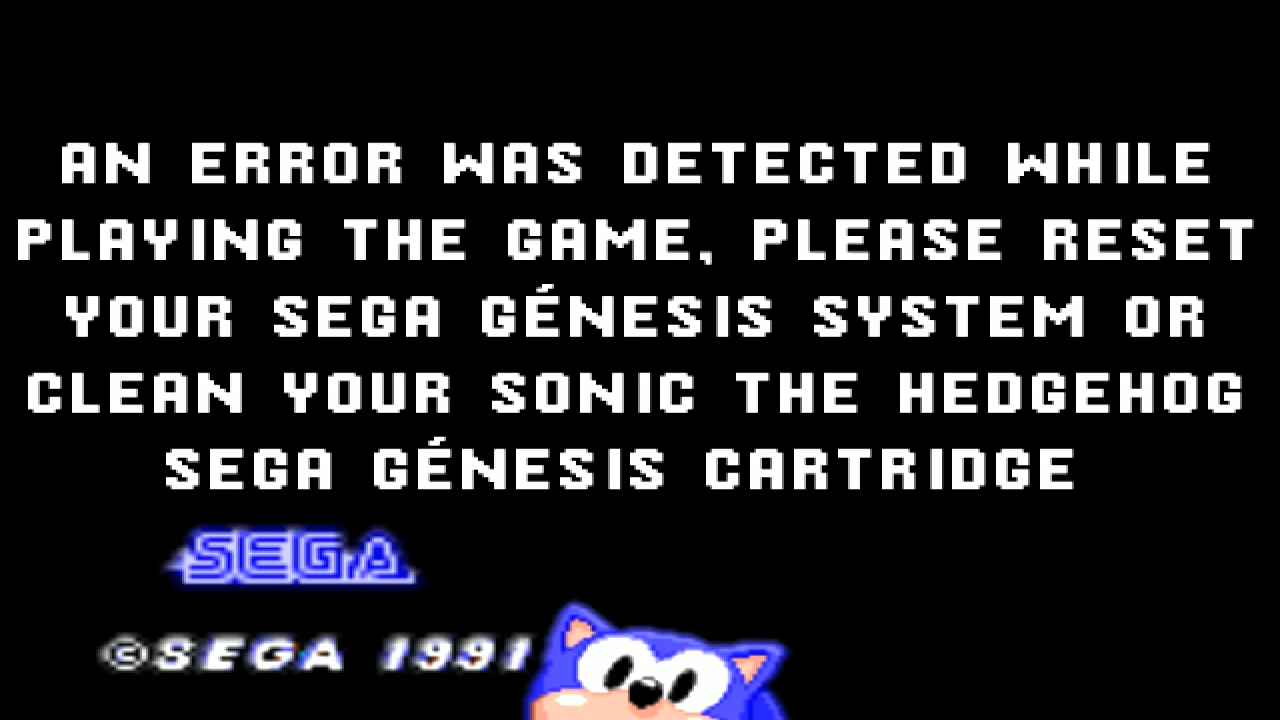 AN ERROR WAS DETECTED WHILE
PLAYING THE GAME, PLEASE RESET
YOUR SEGA GÉNESIS SYSTEM OR
CLEAN YOUR SONIC THE HEDGEHOG
SEGA GÉNESIS CARTRIDGE
SEGA
©SEGA 1991